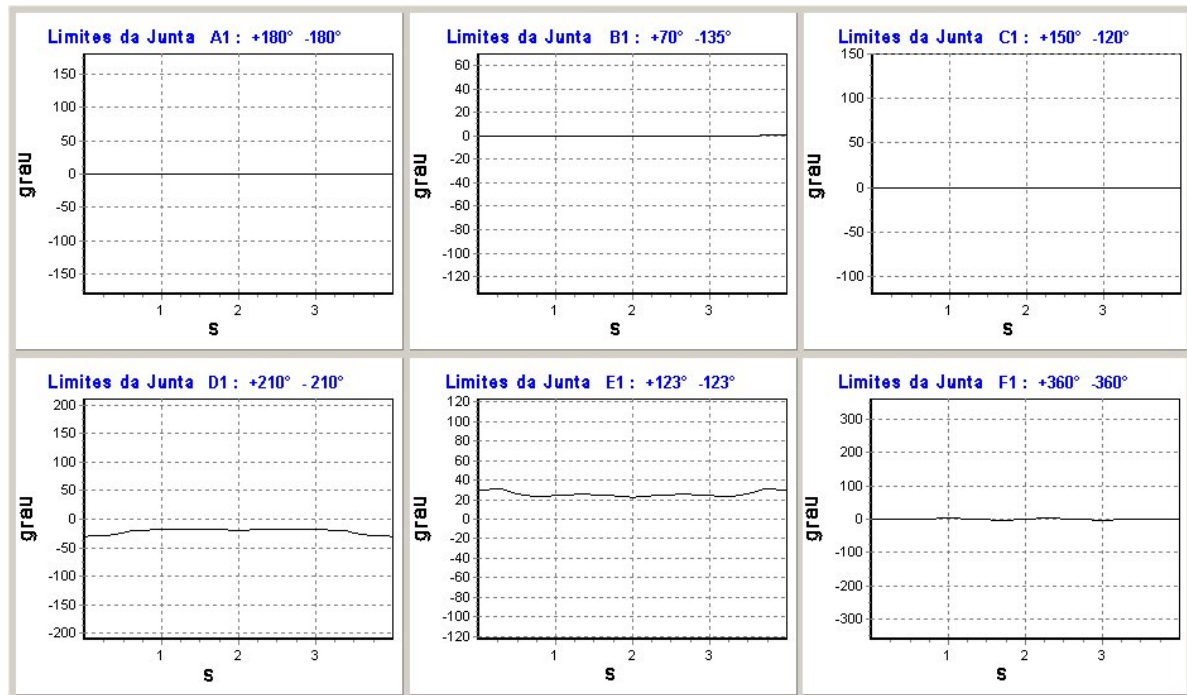 Limites da Junta A1 : +180° -180°
150
100
50
0
-50
-100
-150
grau
1 2 3
s
Limites da Junta B1 : +70° -135°
60
40
20
0
-20
-40
-60
-80
-100
-120
grau
1 2 3
s
Limites da Junta C1 : +150° -120°
150
100
50
0
-50
-100
grau
1 2 3
s
Limites da Junta D1 : +210° -210°
200
150
100
50
0
-50
-100
-150
-200
grau
1 2 3
s
Limites da Junta E1 : +123° -123°
120
100
80
60
40
20
0
-20
-40
-60
-80
-100
-120
grau
1 2 3
s
Limites da Junta F1 : +360° -360°
300
200
100
0
-100
-200
-300
grau
1 2 3
s